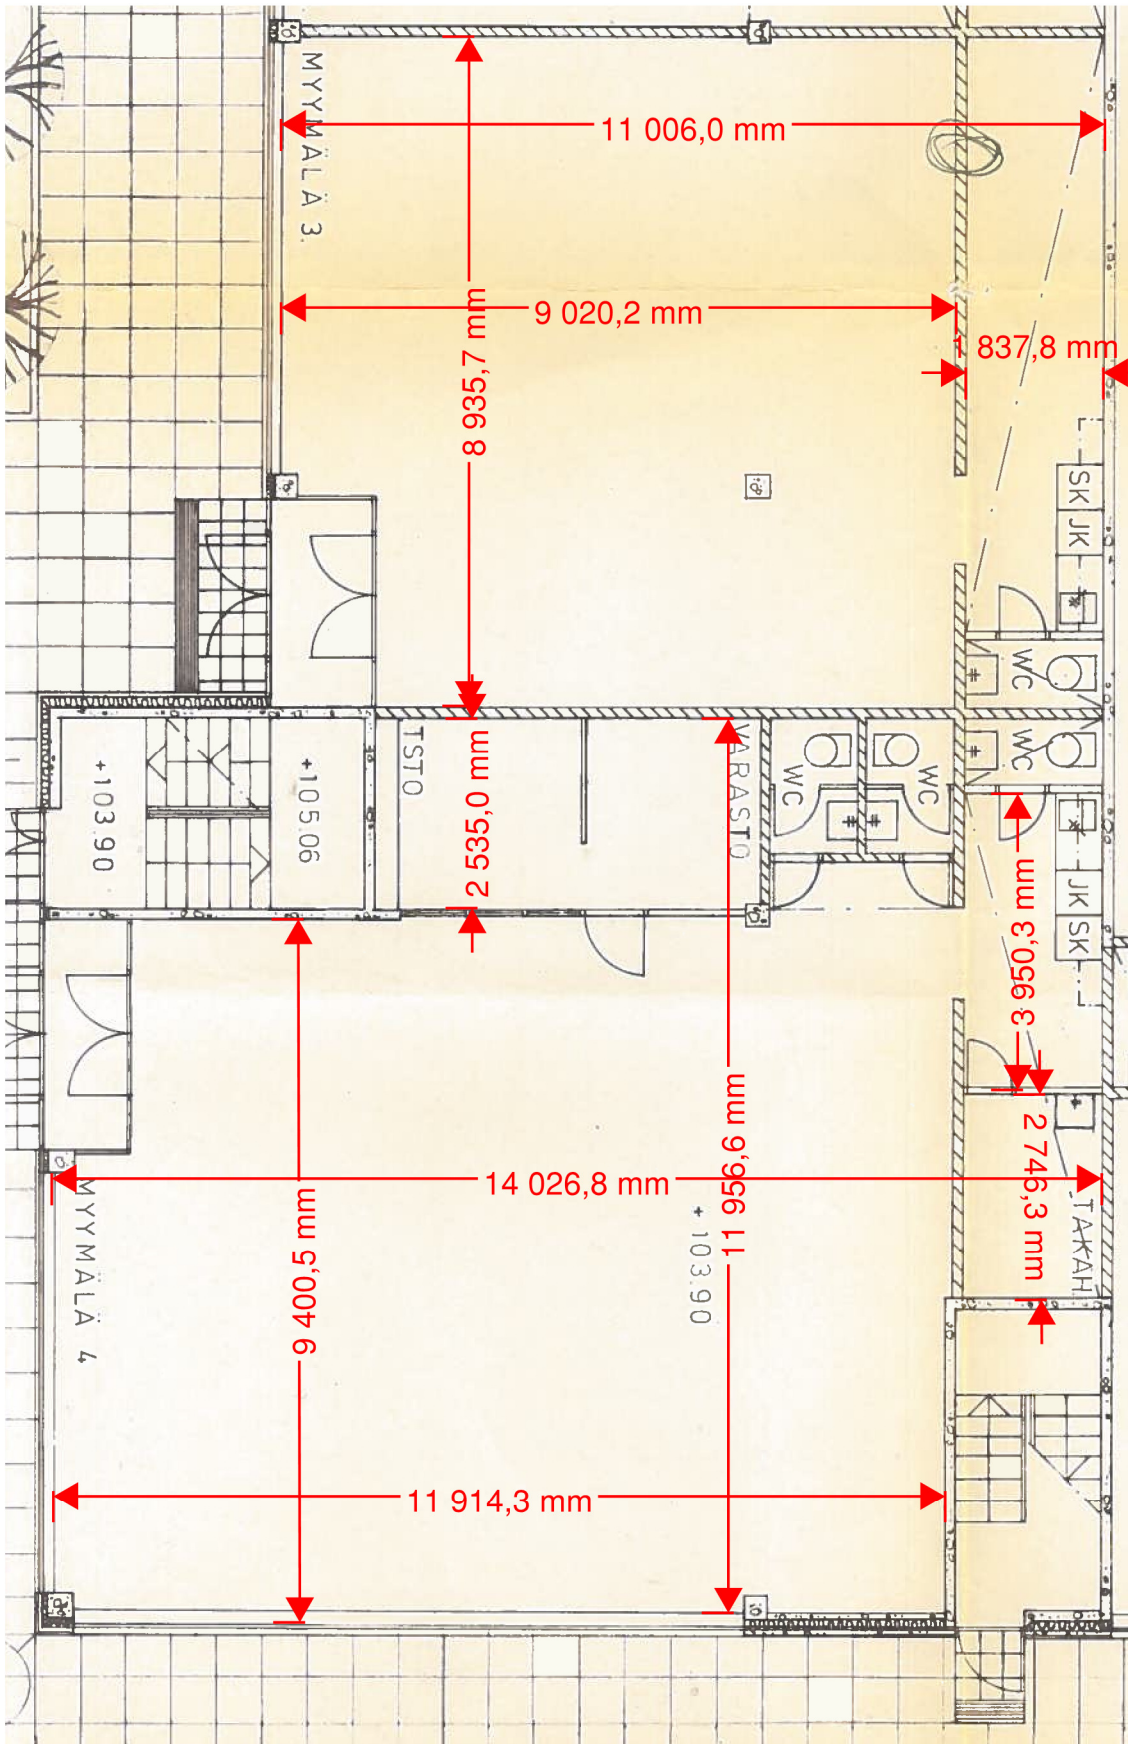 MYYMÄLÄ 3.
11 006,0 mm
9 020,2 mm
8 935,7 mm
1 837,8 mm
SK
JK
WC
WC
TSTO
VARASTO
WC
WC
+103.90
+105.06
2 535,0 mm
JK
SK
3 950,3 mm
11 956,6 mm
2 746,3 mm
TAKAH
14 026,8 mm
+103.90
MYYMÄLÄ 4
9 400,5 mm
11 914,3 mm